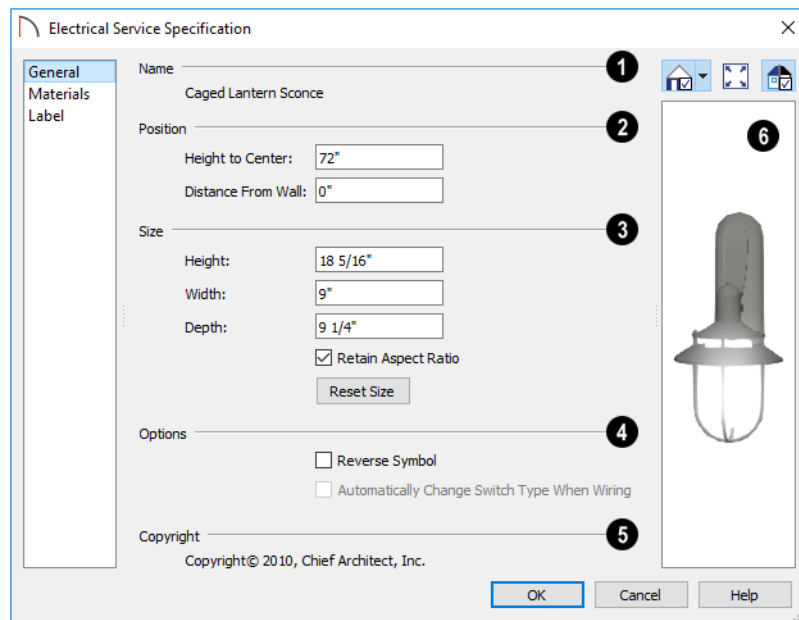 Electrical Service Specification
General
Materials
Label
Name 1
Caged Lantern Sconce
Position 2
Height to Center: 72"
Distance From Wall: 0"
Size 3
Height: 18 5/16"
Width: 9"
Depth: 9 1/4"
Retain Aspect Ratio
Reset Size
Options 4
Reverse Symbol
Automatically Change Switch Type When Wiring
Copyright 5
Copyright© 2010, Chief Architect, Inc.
6
OK Cancel Help